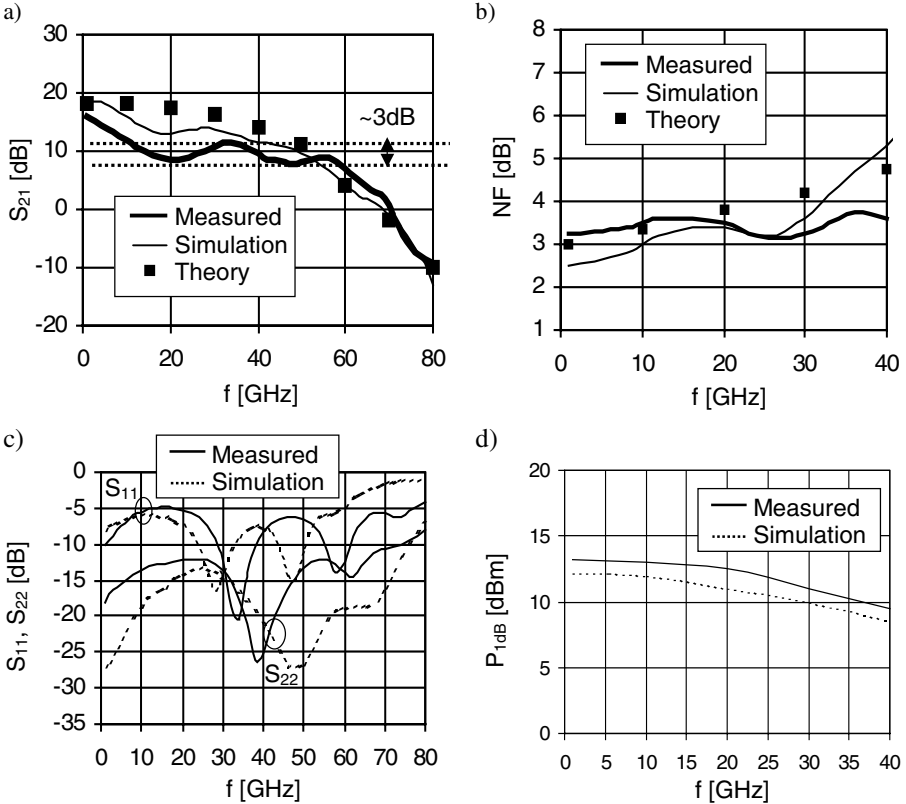 a)
30
20
10
0
-10
-20
S21 [dB]
~3dB
Measured
Simulation
Theory
0 20 40 60 80
f [GHz]
b)
8
7
6
5
4
3
2
1
NF [dB]
Measured
Simulation
Theory
0 10 20 30 40
f [GHz]
c)
Measured
Simulation
0
-5
-10
-15
-20
-25
-30
-35
S11, S22 [dB]
S11
S22
0 10 20 30 40 50 60 70 80
f [GHz]
d)
20
15
10
5
0
P1dB [dBm]
Measured
Simulation
0 5 10 15 20 25 30 35 40
f [GHz]